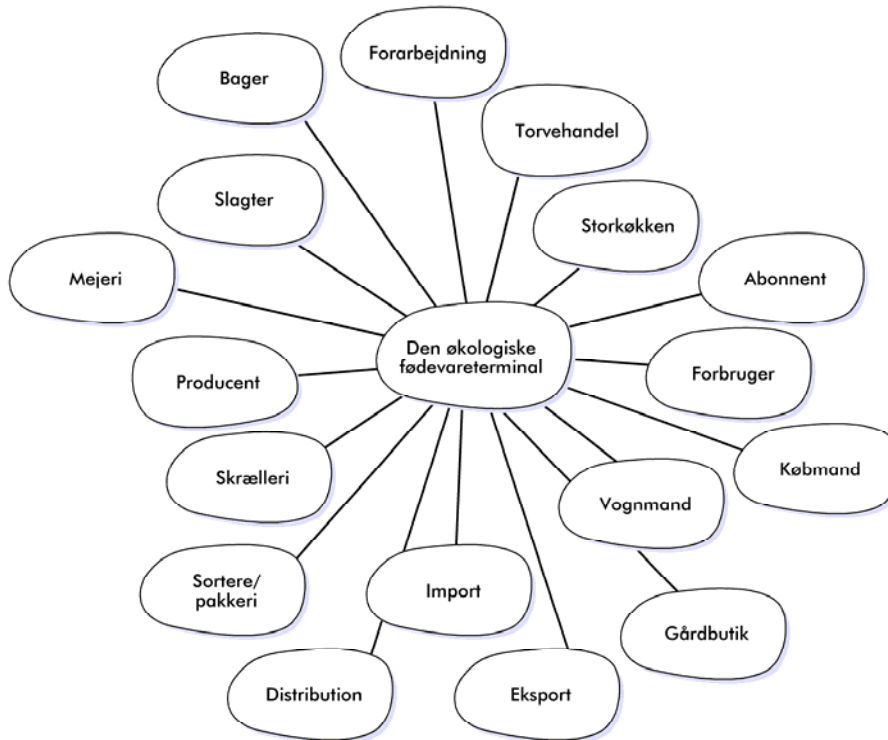 Forarbejdning
Bager
Torvehandel
Slagter
Storkøkken
Mejeri
Abonnent
Den økologiske
fødevareterminal
Producent
Forbruger
Købmand
Skrælleri
Vognmand
Sortere/
pakkeri
Import
Gårdbutik
Distribution
Eksport